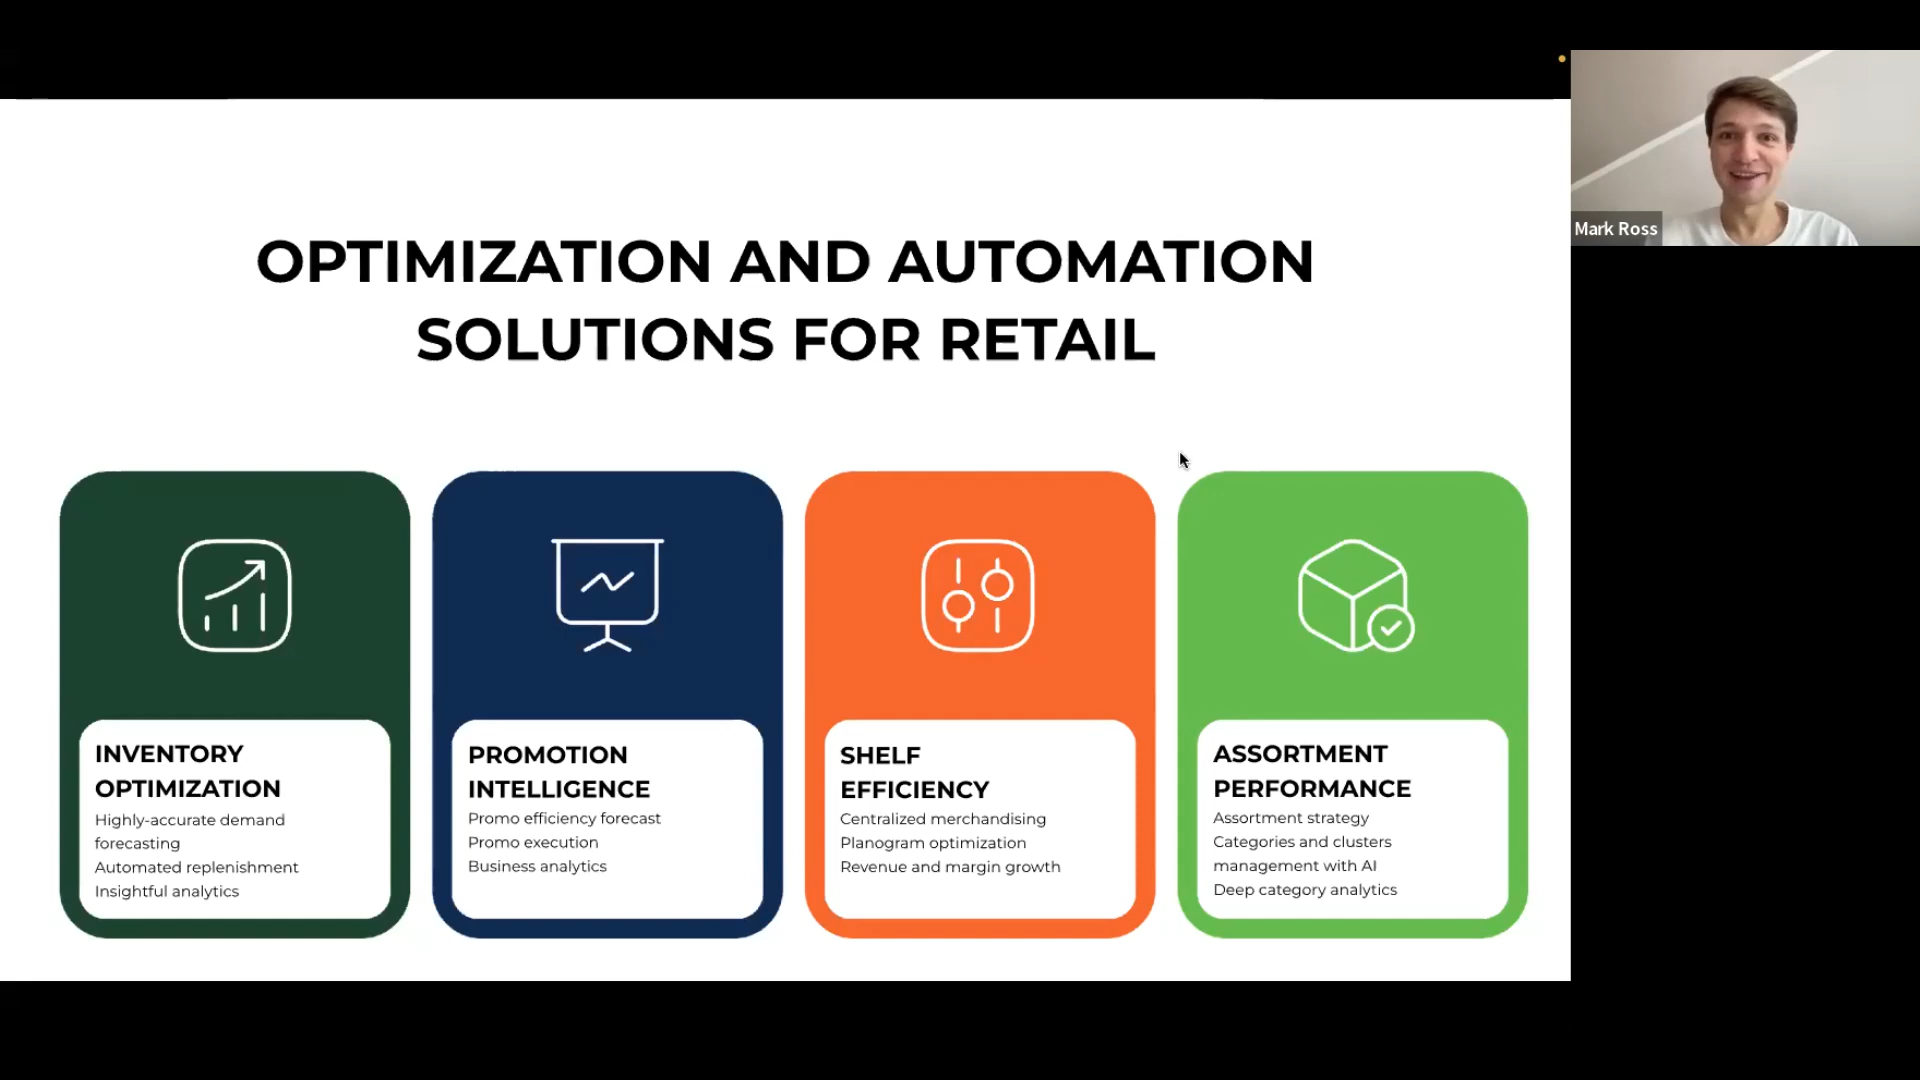 Mark Ross
OPTIMIZATION AND AUTOMATION
SOLUTIONS FOR RETAIL
INVENTORY
OPTIMIZATION
Highly-accurate demand
forecasting
Automated replenishment
Insightful analytics
PROMOTION
INTELLIGENCE
Promo efficiency forecast
Promo execution
Business analytics
SHELF
EFFICIENCY
Centralized merchandising
Planogram optimization
Revenue and margin growth
ASSORTMENT
PERFORMANCE
Assortment strategy
Categories and clusters
management with AI
Deep category analytics